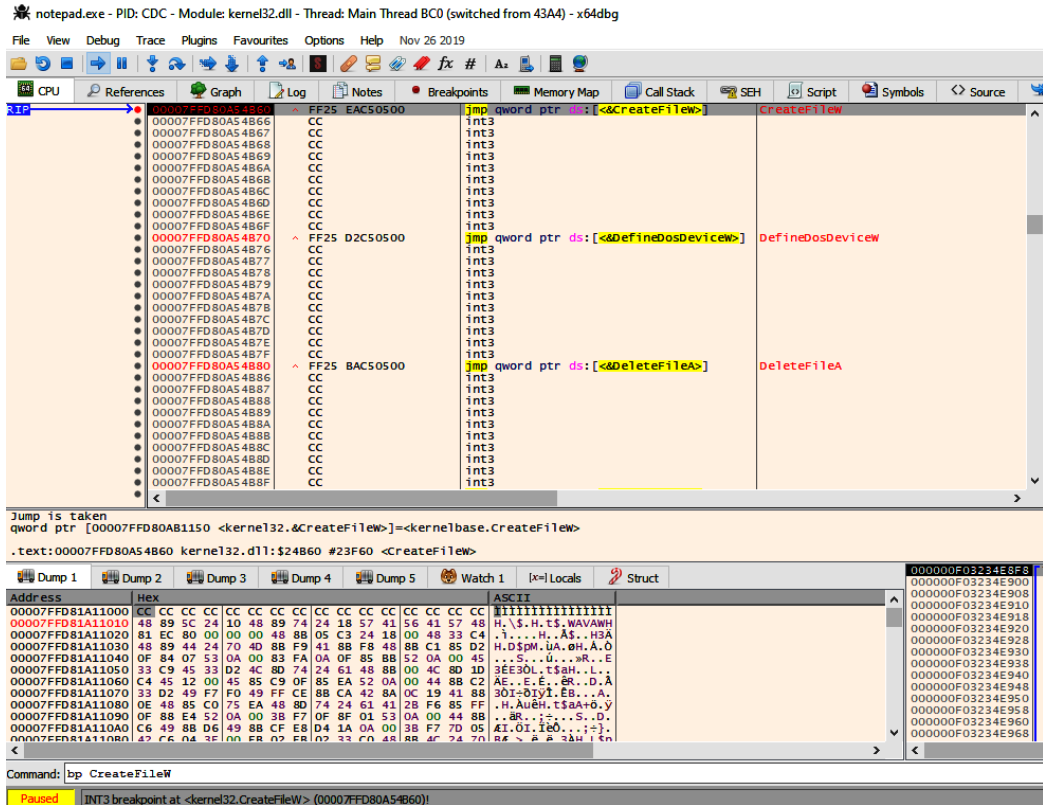 notepad.exe - PID: CDC - Module: kernel32.dll - Thread: Main Thread BC0 (switched from 43A4) - x64dbg
File View Debug Trace Plugins Favourites Options Help Nov 26 2019
CPU References Graph Log Notes Breakpoints Memory Map Call Stack SEH Script Symbols Source
RIP 00007FFD80A54B60 ^ FF25 EAC50500 jmp qword ptr ds:[<&CreateFileW>] CreateFileW
00007FFD80A54B66 CC int3
00007FFD80A54B67 CC int3
00007FFD80A54B68 CC int3
00007FFD80A54B69 CC int3
00007FFD80A54B6A CC int3
00007FFD80A54B6B CC int3
00007FFD80A54B6C CC int3
00007FFD80A54B6D CC int3
00007FFD80A54B6E CC int3
00007FFD80A54B6F CC int3
00007FFD80A54B70 ^ FF25 D2C50500 jmp qword ptr ds:[<&DefineDosDeviceW>] DefineDosDeviceW
00007FFD80A54B76 CC int3
00007FFD80A54B77 CC int3
00007FFD80A54B78 CC int3
00007FFD80A54B79 CC int3
00007FFD80A54B7A CC int3
00007FFD80A54B7B CC int3
00007FFD80A54B7C CC int3
00007FFD80A54B7D CC int3
00007FFD80A54B7E CC int3
00007FFD80A54B7F CC int3
00007FFD80A54B80 ^ FF25 BAC50500 jmp qword ptr ds:[<&DeleteFileA>] DeleteFileA
00007FFD80A54B86 CC int3
00007FFD80A54B87 CC int3
00007FFD80A54B88 CC int3
00007FFD80A54B89 CC int3
00007FFD80A54B8A CC int3
00007FFD80A54B8B CC int3
00007FFD80A54B8C CC int3
00007FFD80A54B8D CC int3
00007FFD80A54B8E CC int3
00007FFD80A54B8F CC int3
Jump is taken
qword ptr [00007FFD80AB1150 <kernel32.&CreateFileW>]=<kernelbase.CreateFileW>
.text:00007FFD80A54B60 kernel32.dll:$24B60 #23F60 <CreateFileW>
Dump 1 Dump 2 Dump 3 Dump 4 Dump 5 Watch 1 [x=] Locals Struct
Address Hex ASCII
00007FFD81A11000 CC CC CC CC CC CC CC CC CC CC CC CC CC CC CC CC ÌÌÌÌÌÌÌÌÌÌÌÌÌÌÌÌ
00007FFD81A11010 48 89 5C 24 10 48 89 74 24 18 57 41 56 41 57 48 H.\$.H.t$.WAVAWH
00007FFD81A11020 81 EC 80 00 00 00 48 8B 05 C3 24 18 00 48 33 C4 .ì....H..Ã$..H3Ä
00007FFD81A11030 48 89 44 24 70 4D 8B F9 41 8B F8 48 8B C1 85 D2 H.D$pM.ùA.øH.Á.Ò
00007FFD81A11040 0F 84 07 53 0A 00 83 FA 0A 0F 85 BB 52 0A 00 45 ...S...ú...»R..E
00007FFD81A11050 33 C9 45 33 D2 4C 8D 74 24 61 48 8B 00 4C 8D 1D 3ÉE3ÒL.t$aH..L..
00007FFD81A11060 C4 45 12 00 45 85 C9 0F 85 EA 52 0A 00 44 8B C2 ÄE..E.É..êR..D.Â
00007FFD81A11070 33 D2 49 F7 F0 49 FF CE 8B CA 42 8A 0C 19 41 88 3ÒI÷ðIÿÎ.ÊB...A.
00007FFD81A11080 0E 48 85 C0 75 EA 48 8D 74 24 61 41 2B F6 85 FF .H.ÀuêH.t$aA+ö.ÿ
00007FFD81A11090 0F 88 E4 52 0A 00 3B F7 0F 8F 01 53 0A 00 44 8B ..äR..;÷...S..D.
00007FFD81A110A0 C6 49 8B D6 49 8B CF E8 D4 1A 0A 00 3B F7 7D 05 ÆI.ÖI.ÏèÔ...;÷}.
000000F03234E8F8
000000F03234E900
000000F03234E908
000000F03234E910
000000F03234E918
000000F03234E920
000000F03234E928
000000F03234E930
000000F03234E938
000000F03234E940
000000F03234E948
000000F03234E950
000000F03234E958
000000F03234E960
000000F03234E968
Command: bp CreateFileW
Paused INT3 breakpoint at <kernel32.CreateFileW> (00007FFD80A54B60)!